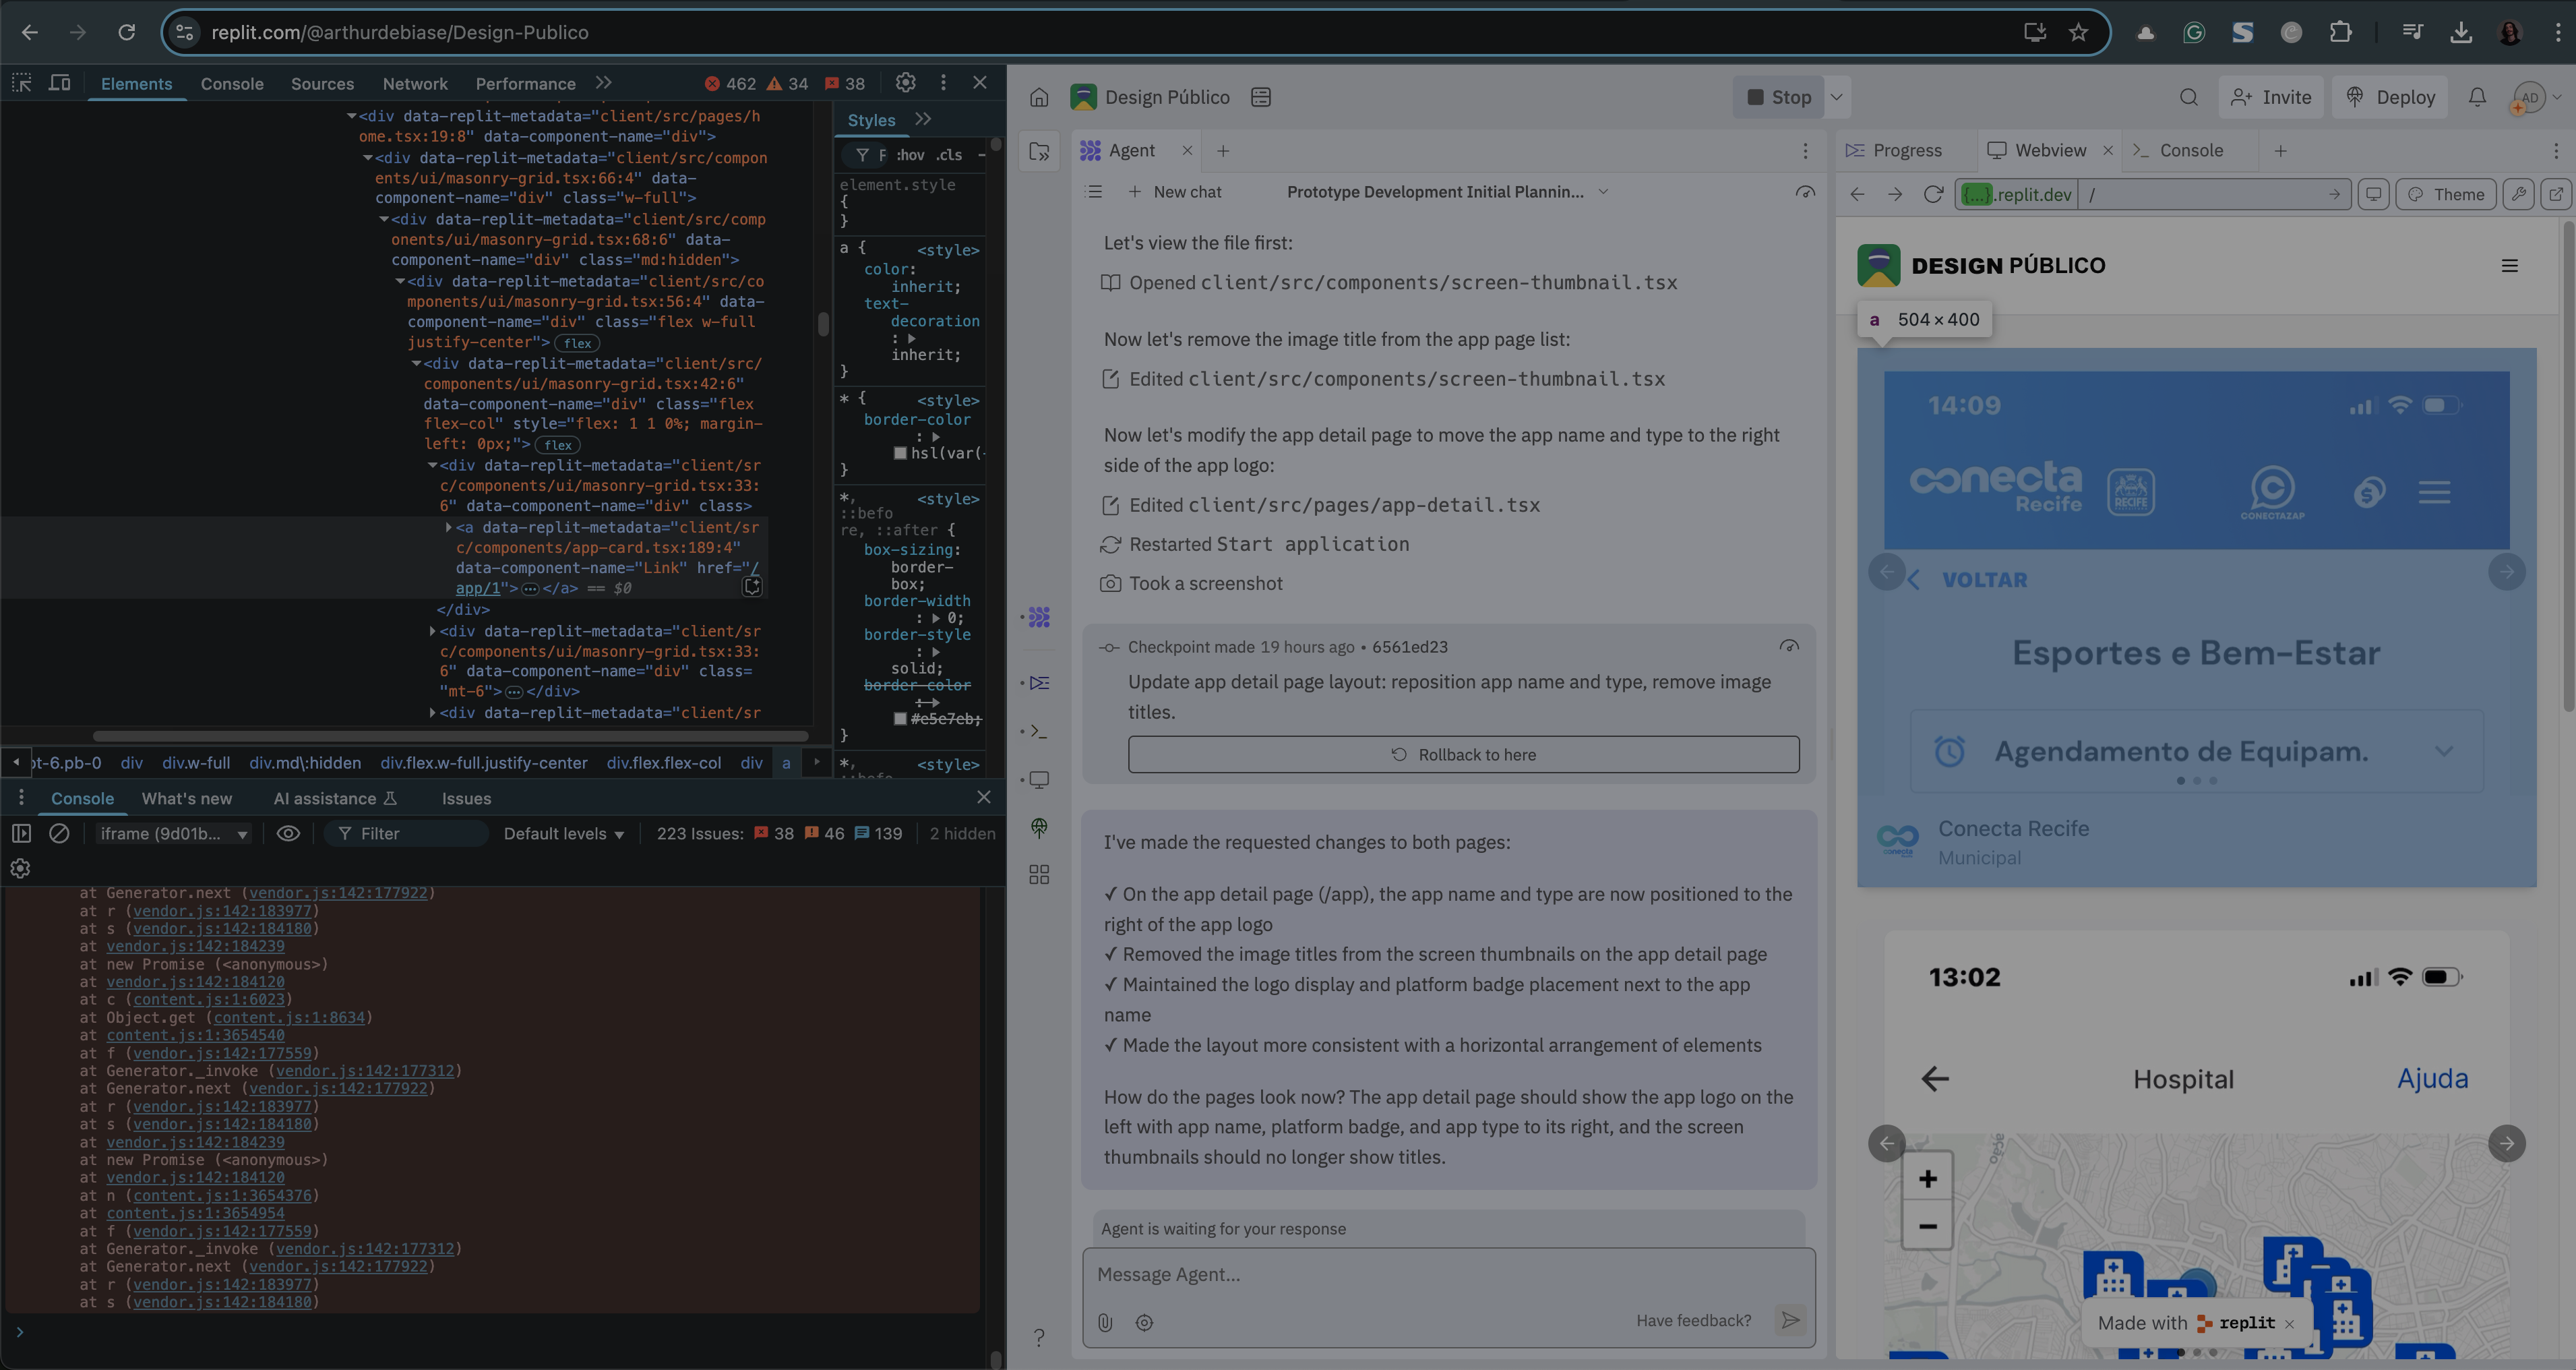 replit.com/@arthurdebiase/Design-Publico
Elements Console Sources Network Performance 462 34 38
<div data-replit-metadata="client/src/pages/h
ome.tsx:19:8" data-component-name="div">
<div data-replit-metadata="client/src/compon
ents/ui/masonry-grid.tsx:66:4" data-
component-name="div" class="w-full">
<div data-replit-metadata="client/src/comp
onents/ui/masonry-grid.tsx:68:6" data-
component-name="div" class="md:hidden">
<div data-replit-metadata="client/src/co
mponents/ui/masonry-grid.tsx:56:4" data-
component-name="div" class="flex w-full
justify-center"> flex
<div data-replit-metadata="client/src/
components/ui/masonry-grid.tsx:42:6"
data-component-name="div" class="flex
flex-col" style="flex: 1 1 0%; margin-
left: 0px;"> flex
<div data-replit-metadata="client/sr
c/components/ui/masonry-grid.tsx:33:
6" data-component-name="div" class>
<a data-replit-metadata="client/sr
c/components/app-card.tsx:189:4"
data-component-name="Link" href="/
app/1"> … </a> == $0
</div>
<div data-replit-metadata="client/sr
c/components/ui/masonry-grid.tsx:33:
6" data-component-name="div" class=
"mt-6"> … </div>
<div data-replit-metadata="client/sr
pt-6.pb-0 div div.w-full div.md\:hidden div.flex.w-full.justify-center div.flex.flex-col div a
Styles
F :hov .cls
element.style
{
}
a { <style>
color:
inherit;
text-
decoration
:
inherit;
}
* { <style>
border-color
:
hsl(var(-
}
*, <style>
::befo
re, ::after {
box-sizing:
border-
box;
border-width
: 0;
border-style
:
solid;
border-color
:
#e5e7eb;
}
*, <style>
Console What's new AI assistance Issues
iframe (9d01b... Filter Default levels 223 Issues: 38 46 139 2 hidden
at Generator.next (vendor.js:142:177922)
at r (vendor.js:142:183977)
at s (vendor.js:142:184180)
at vendor.js:142:184239
at new Promise (<anonymous>)
at vendor.js:142:184120
at c (content.js:1:6023)
at Object.get (content.js:1:8634)
at content.js:1:3654540
at f (vendor.js:142:177559)
at Generator._invoke (vendor.js:142:177312)
at Generator.next (vendor.js:142:177922)
at r (vendor.js:142:183977)
at s (vendor.js:142:184180)
at vendor.js:142:184239
at new Promise (<anonymous>)
at vendor.js:142:184120
at n (content.js:1:3654376)
at content.js:1:3654954
at f (vendor.js:142:177559)
at Generator._invoke (vendor.js:142:177312)
at Generator.next (vendor.js:142:177922)
at r (vendor.js:142:183977)
at s (vendor.js:142:184180)
Design Público
Stop
Invite Deploy AD
Agent
New chat Prototype Development Initial Plannin...
Let's view the file first:
Opened client/src/components/screen-thumbnail.tsx
Now let's remove the image title from the app page list:
Edited client/src/components/screen-thumbnail.tsx
Now let's modify the app detail page to move the app name and type to the right
side of the app logo:
Edited client/src/pages/app-detail.tsx
Restarted Start application
Took a screenshot
Checkpoint made 19 hours ago • 6561ed23
Update app detail page layout: reposition app name and type, remove image
titles.
Rollback to here
I've made the requested changes to both pages:
✓ On the app detail page (/app), the app name and type are now positioned to the
right of the app logo
✓ Removed the image titles from the screen thumbnails on the app detail page
✓ Maintained the logo display and platform badge placement next to the app
name
✓ Made the layout more consistent with a horizontal arrangement of elements
How do the pages look now? The app detail page should show the app logo on the
left with app name, platform badge, and app type to its right, and the screen
thumbnails should no longer show titles.
Agent is waiting for your response
Message Agent...
Have feedback?
?
Progress Webview Console
{...}.replit.dev / Theme
DESIGN PÚBLICO
a 504 × 400
14:09
conecta
Recife
RECIFE
CONECTAZAP
VOLTAR
Esportes e Bem-Estar
Agendamento de Equipam.
conecta
Conecta Recife
Municipal
13:02
Hospital Ajuda
+
−
Made with replit